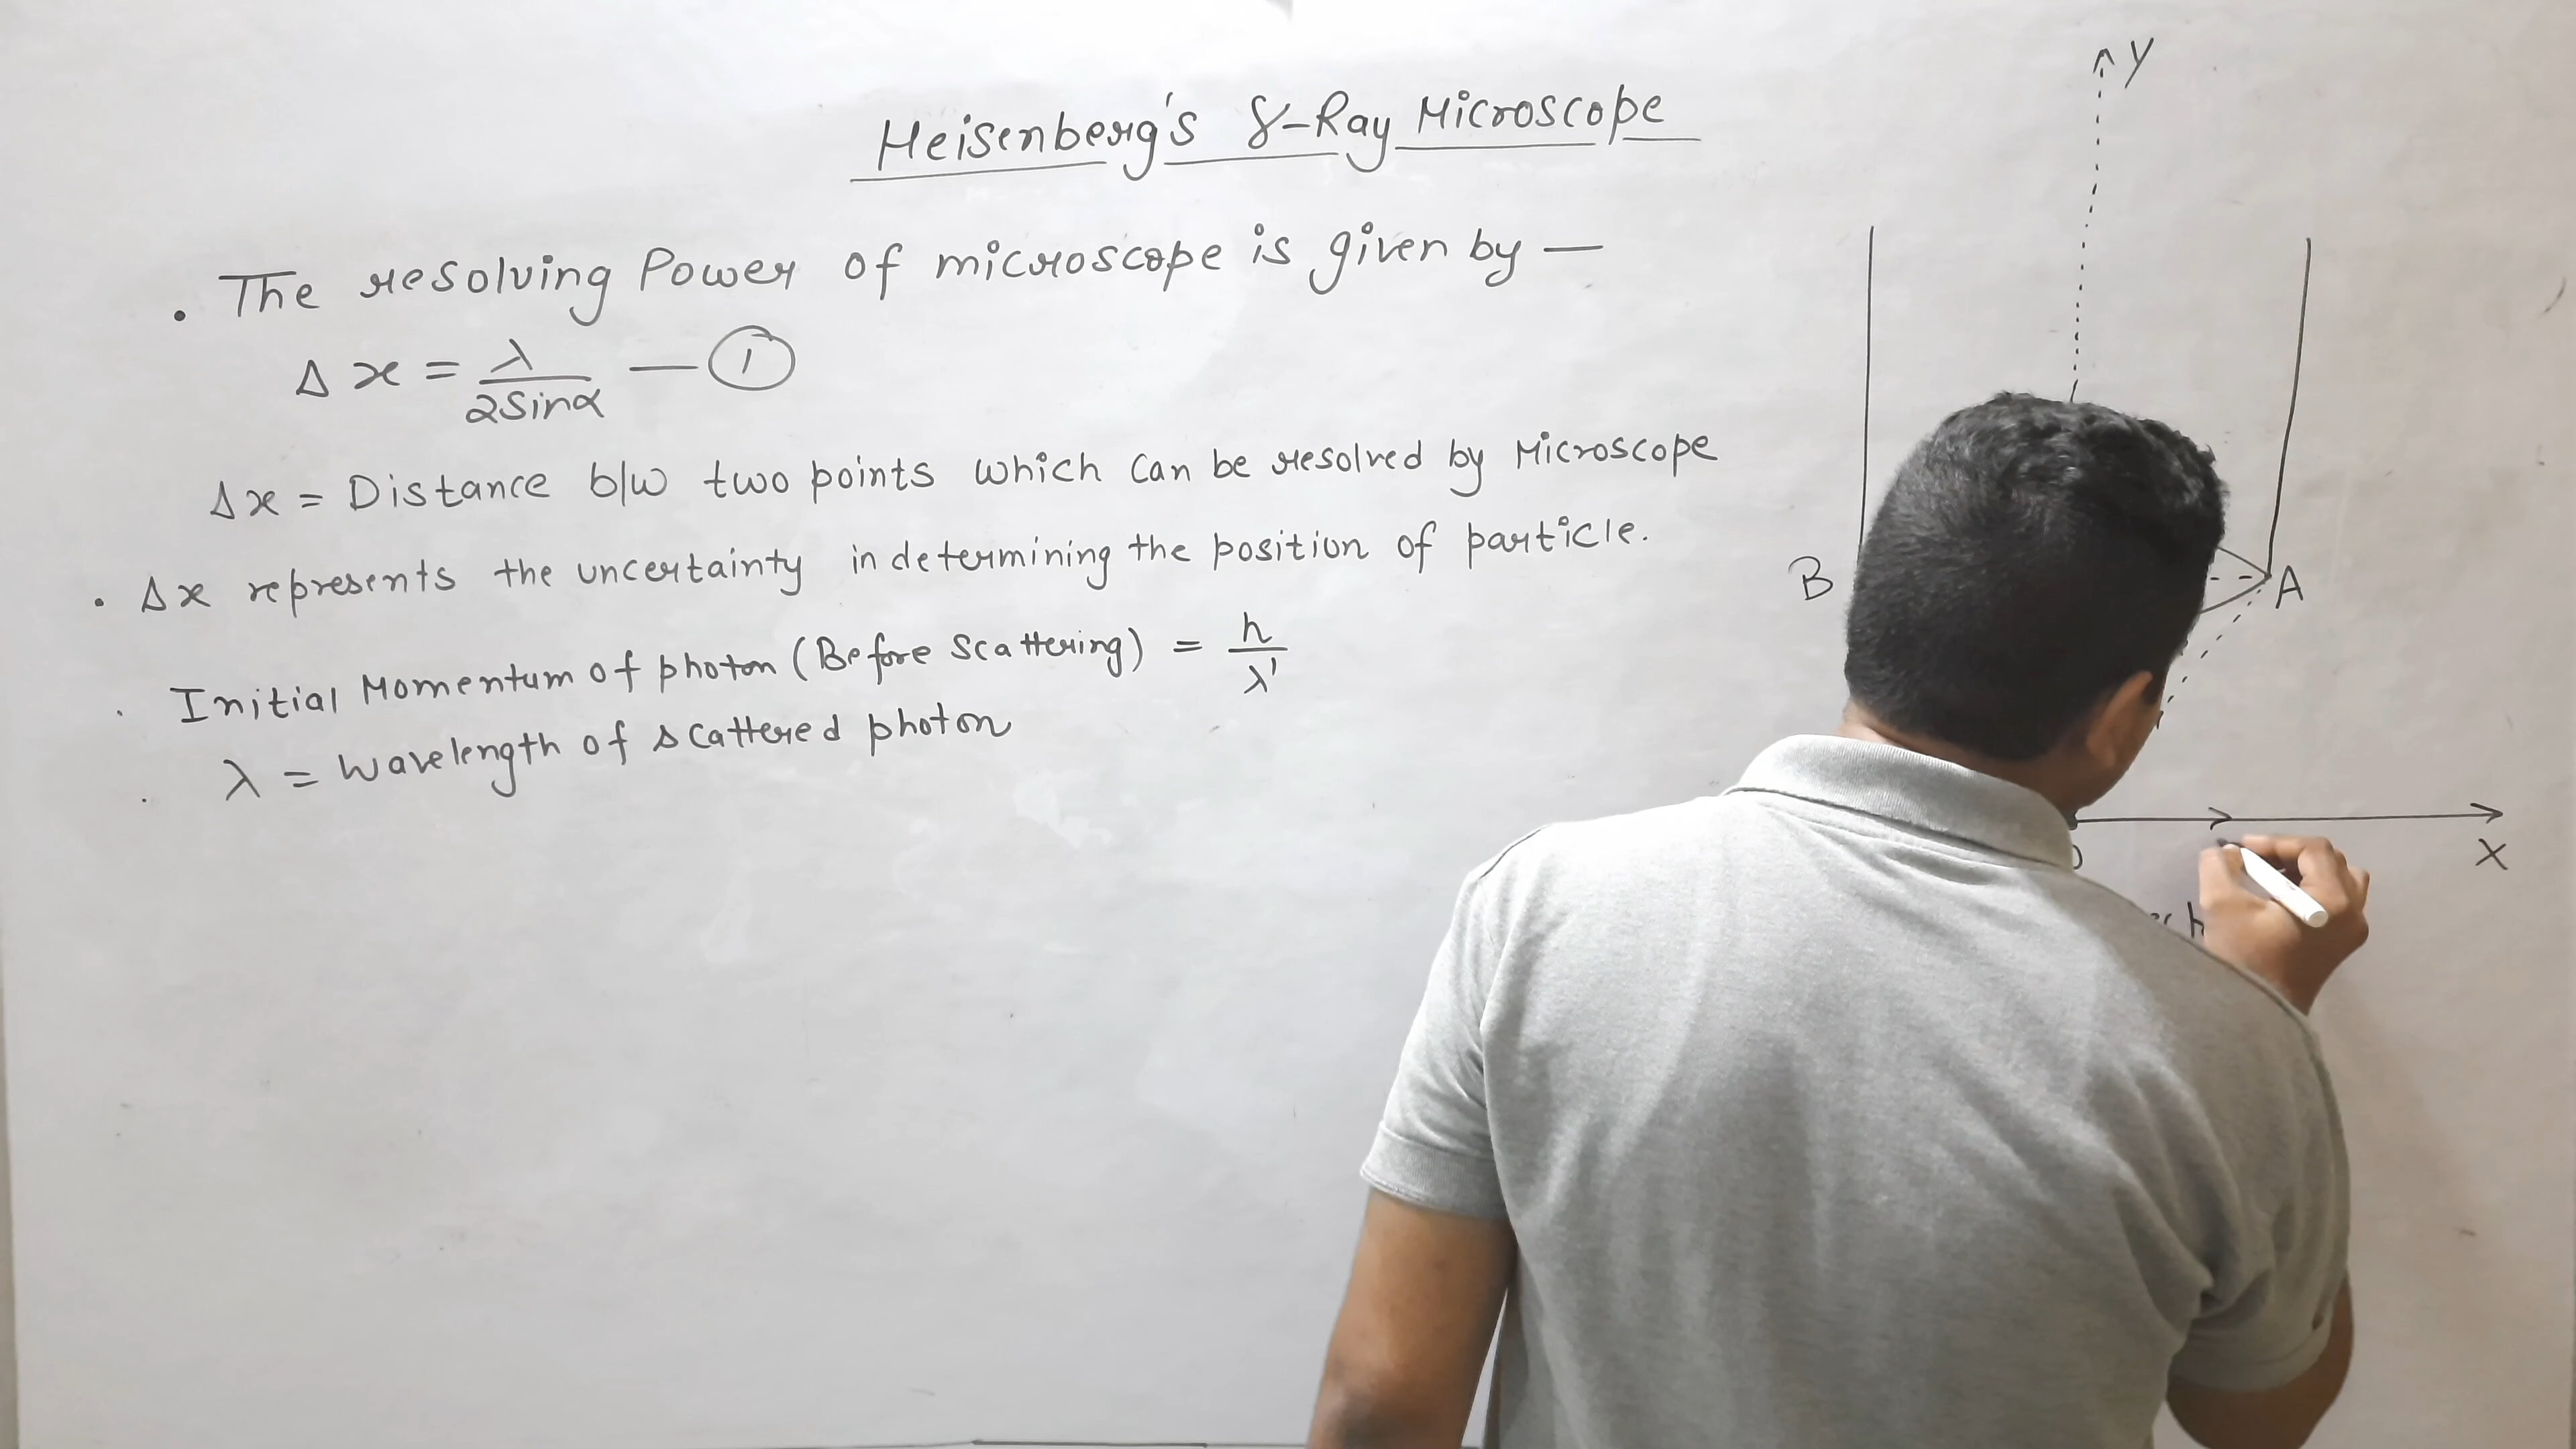 Heisenberg's γ-Ray Microscope
. The resolving Power of microscope is given by —
Δx = λ / 2Sinα — ①
Δx = Distance b/w two points which can be resolved by Microscope
. Δx represents the uncertainty in determining the position of particle.
. Initial Momentum of photon (Before Scattering) = h / λ'
. λ = Wavelength of scattered photon
Y
B
A
X